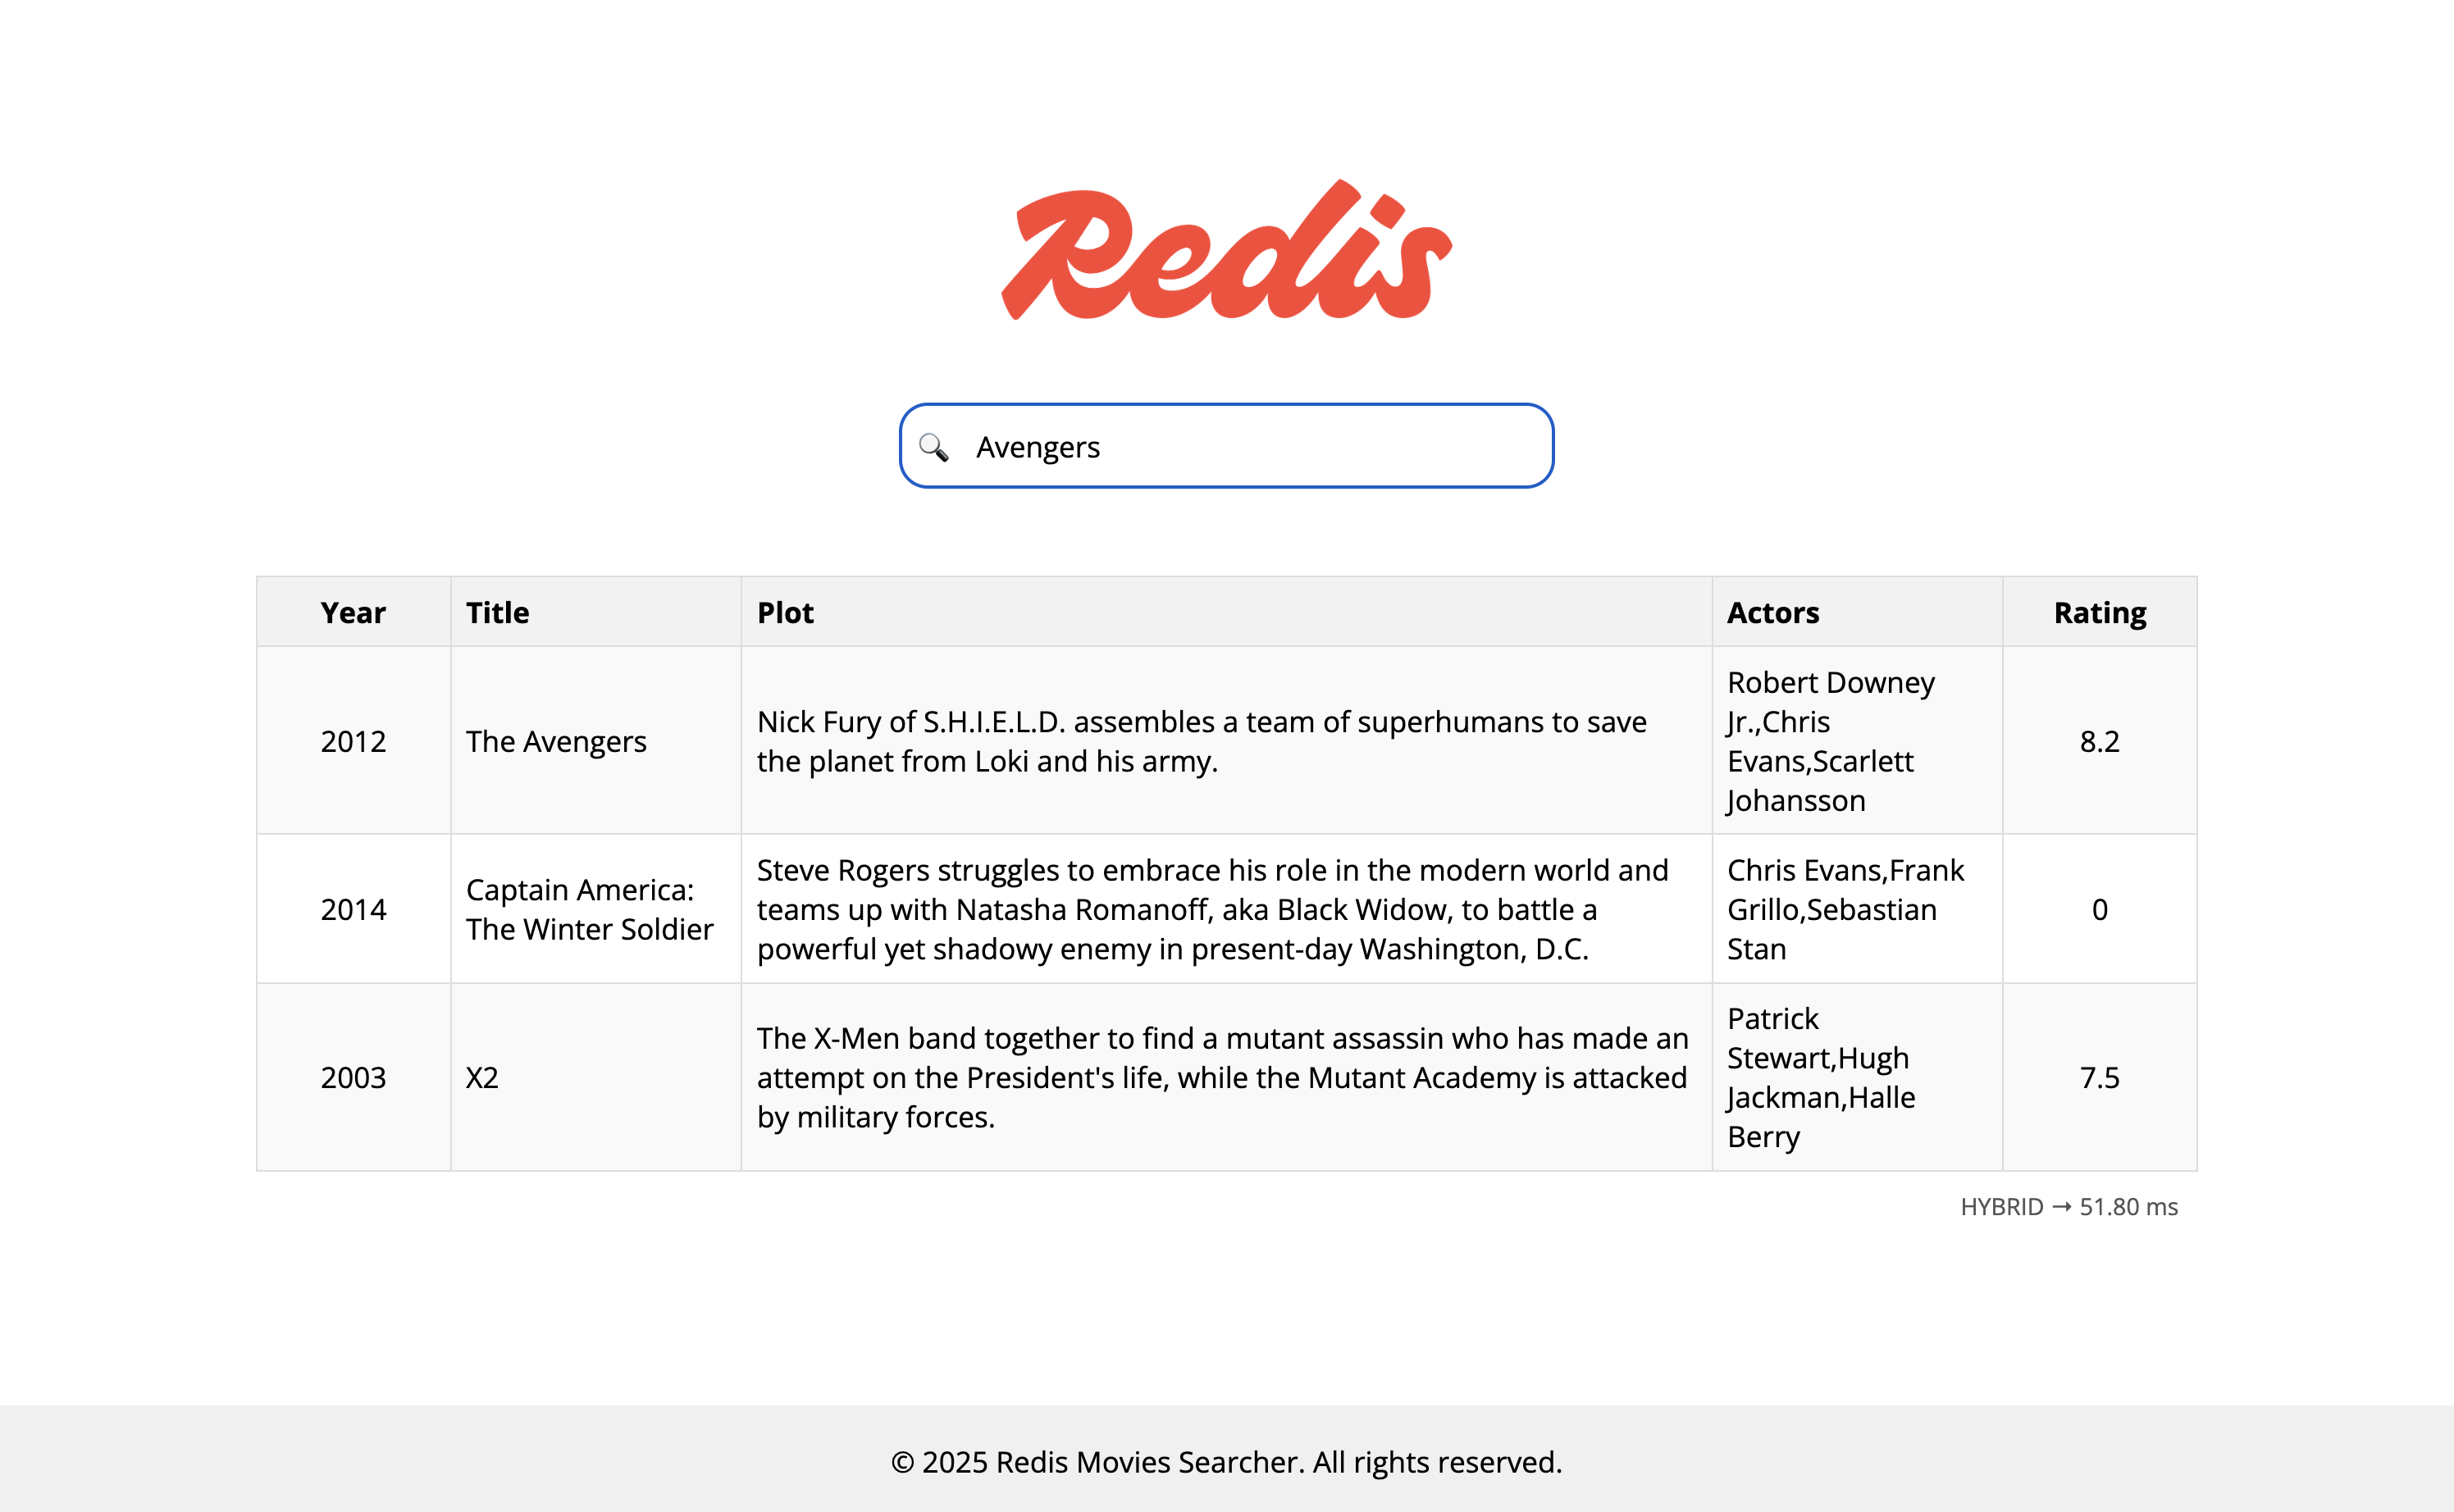 Redis
Avengers
Year Title Plot Actors Rating
2012 The Avengers Nick Fury of S.H.I.E.L.D. assembles a team of superhumans to save
the planet from Loki and his army.
Robert Downey
Jr.,Chris
Evans,Scarlett
Johansson
8.2
2014 Captain America:
The Winter Soldier
Steve Rogers struggles to embrace his role in the modern world and
teams up with Natasha Romanoff, aka Black Widow, to battle a
powerful yet shadowy enemy in present-day Washington, D.C.
Chris Evans,Frank
Grillo,Sebastian
Stan
0
2003 X2 The X-Men band together to find a mutant assassin who has made an
attempt on the President's life, while the Mutant Academy is attacked
by military forces.
Patrick
Stewart,Hugh
Jackman,Halle
Berry
7.5
HYBRID → 51.80 ms
© 2025 Redis Movies Searcher. All rights reserved.